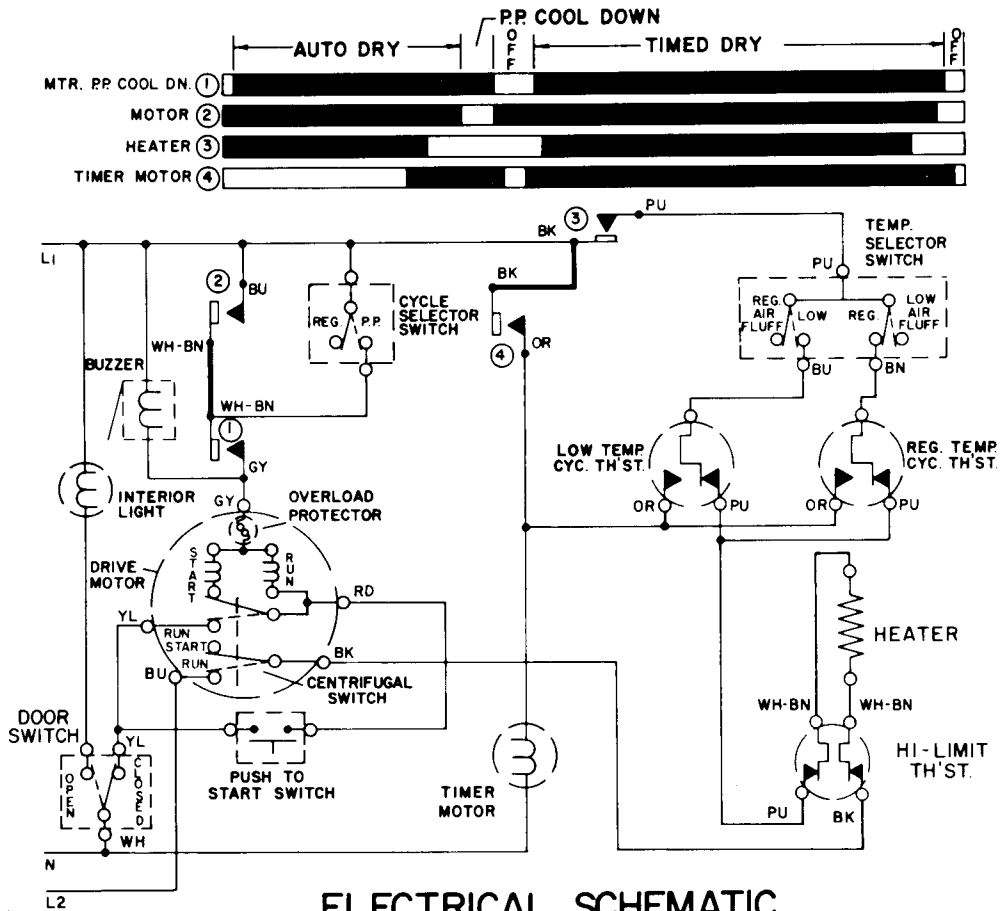 P.P. COOL DOWN
AUTO DRY
OFF
TIMED DRY
OFF
MTR. P.P. COOL DN. 1
MOTOR 2
HEATER 3
TIMER MOTOR 4
L1
BK
3
PU
TEMP.
SELECTOR
SWITCH
PU
2
BU
BK
CYCLE
SELECTOR
SWITCH
REG. P.P.
4
OR
REG.
AIR
FLUFF
LOW
REG.
LOW
AIR
FLUFF
WH-BN
BUZZER
WH-BN
1
GY
BU
BN
LOW TEMP.
CYC. TH'ST.
REG. TEMP.
CYC. TH'ST.
OR
PU
OR
PU
INTERIOR
LIGHT
GY
OVERLOAD
PROTECTOR
DRIVE
MOTOR
START
RUN
RD
YL
RUN
START
RUN
BK
BU
CENTRIFUGAL
SWITCH
HEATER
WH-BN
WH-BN
DOOR
SWITCH
YL
OPEN
CLOSED
WH
PUSH TO
START SWITCH
TIMER
MOTOR
HI-LIMIT
TH'ST.
PU
BK
N
L2
ELECTRICAL SCHEMATIC